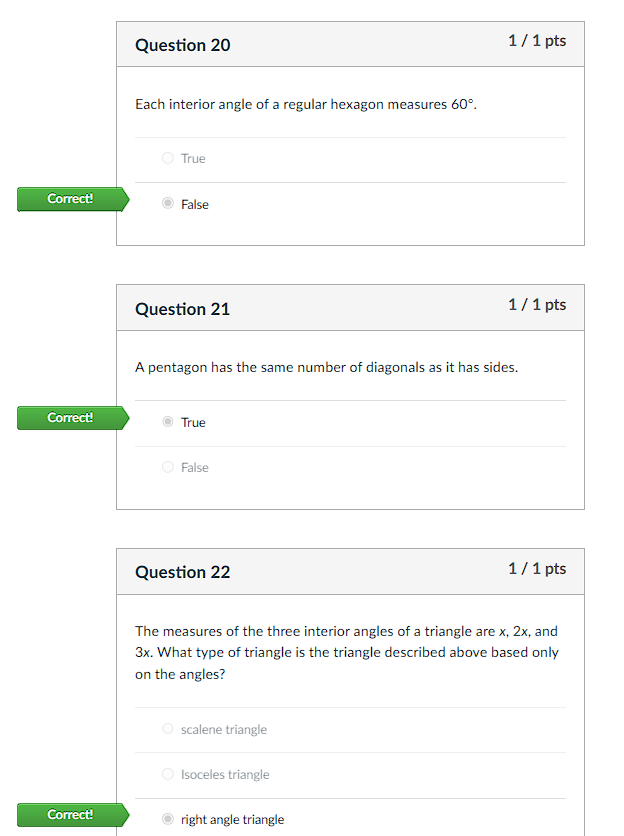 Question 20
1 / 1 pts
Each interior angle of a regular hexagon measures 60°.
True
Correct!
False
Question 21
1 / 1 pts
A pentagon has the same number of diagonals as it has sides.
Correct!
True
False
Question 22
1 / 1 pts
The measures of the three interior angles of a triangle are x, 2x, and
3x. What type of triangle is the triangle described above based only
on the angles?
scalene triangle
Isoceles triangle
Correct!
right angle triangle